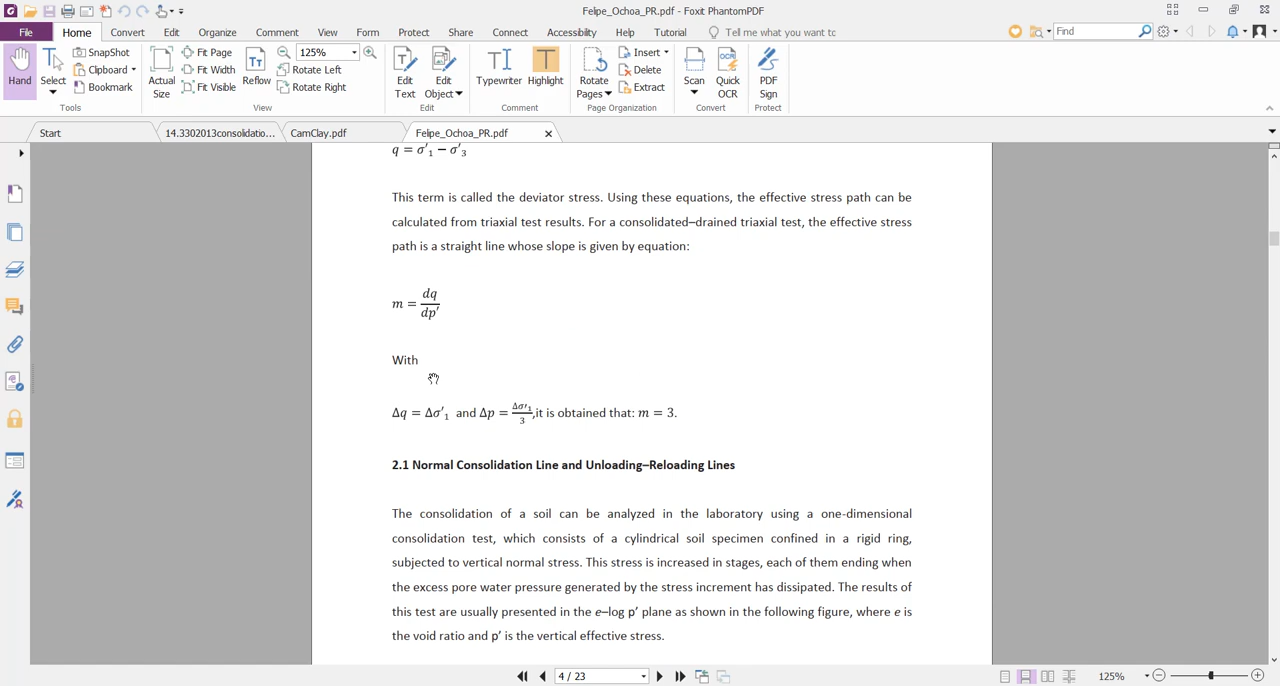 Felipe_Ochoa_PR.pdf - Foxit PhantomPDF
File Home Convert Edit Organize Comment View Form Protect Share Connect Accessibility Help Tutorial Tell me what you want tc Find
Hand
Select
SnapShot
Clipboard
Bookmark
Tools
Actual Size
Fit Page
Fit Width
Fit Visible
Reflow
125%
Rotate Left
Rotate Right
View
Edit Text
Edit Object
Edit
Typewriter
Highlight
Comment
Rotate Pages
Insert
Delete
Extract
Page Organization
Scan
Quick OCR
Convert
PDF Sign
Protect
Start 14.3302013consolidatio... CamClay.pdf Felipe_Ochoa_PR.pdf
q = σ′₁ − σ′₃
This term is called the deviator stress. Using these equations, the effective stress path can be
calculated from triaxial test results. For a consolidated–drained triaxial test, the effective stress
path is a straight line whose slope is given by equation:
m = dq/dp′
With
Δq = Δσ′₁ and Δp = Δσ′₁/3,it is obtained that: m = 3.
2.1 Normal Consolidation Line and Unloading–Reloading Lines
The consolidation of a soil can be analyzed in the laboratory using a one-dimensional
consolidation test, which consists of a cylindrical soil specimen confined in a rigid ring,
subjected to vertical normal stress. This stress is increased in stages, each of them ending when
the excess pore water pressure generated by the stress increment has dissipated. The results of
this test are usually presented in the e–log p′ plane as shown in the following figure, where e is
the void ratio and p′ is the vertical effective stress.
4 / 23
125%